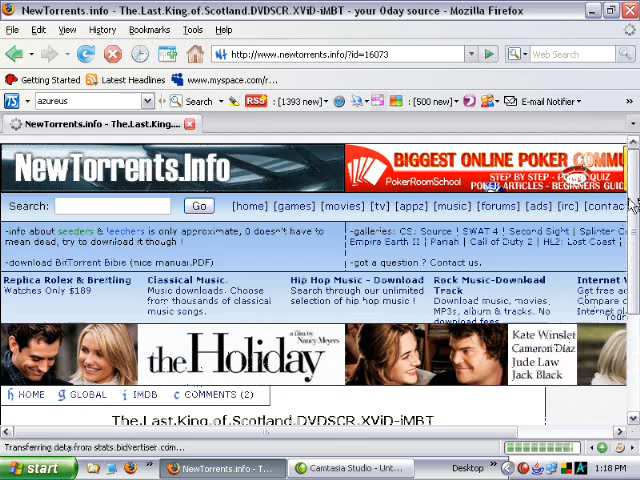 NewTorrents.info - The.Last.King.of.Scotland.DVDSCR.XViD-iMBT - your 0day source - Mozilla Firefox
File Edit View History Bookmarks Tools Help
http://www.newtorrents.info/?id=16073
Web Search
Getting Started Latest Headlines www.myspace.com/r...
azureus Search RSS [1393 new] [500 new] E-mail Notifier
NewTorrents.info - The.Last.King....
NewTorrents.Info
BIGGEST ONLINE POKER COMMU
STEP BY STEP - POKER QUIZ
PokerRoomSchool POKER ARTICLES - BEGINNERS GUID
Search: Go [home] [games] [movies] [tv] [appz] [music] [forums] [ads] [irc] [contac
-info about seeders & leechers is only approximate, 0 doesn't have to
mean dead, try to download it though !
-download BitTorrent Bible (nice manual,PDF)
-galleries: CS: Source | SWAT 4 | Second Sight | Splinter C
Empire Earth II | Pariah | Call of Duty 2 | HL2: Lost Coast |
-got a question ? Contact us.
Replica Rolex & Breitling
Watches Only $189
Classical Music.
Music downloads. Choose
from thousands of classical
music songs.
Hip Hop Music - Download
Search through our unlimited
selection of hip hop music !
Rock Music-Download
Track
Download music, movies,
MP3s, album & tracks. No
download fees.
Internet
Get free
Compare
Internet
your
a film by
Nancy Meyers
the Holiday
Kate Winslet
Cameron Diaz
Jude Law
Jack Black
h HOME g GLOBAL i IMDB c COMMENTS (2)
The.Last.King.of.Scotland.DVDSCR.XViD-iMBT
Transferring data from stats.bidvertiser.com...
start NewTorrents.info - T... Camtasia Studio - Unt... Desktop 1:18 PM